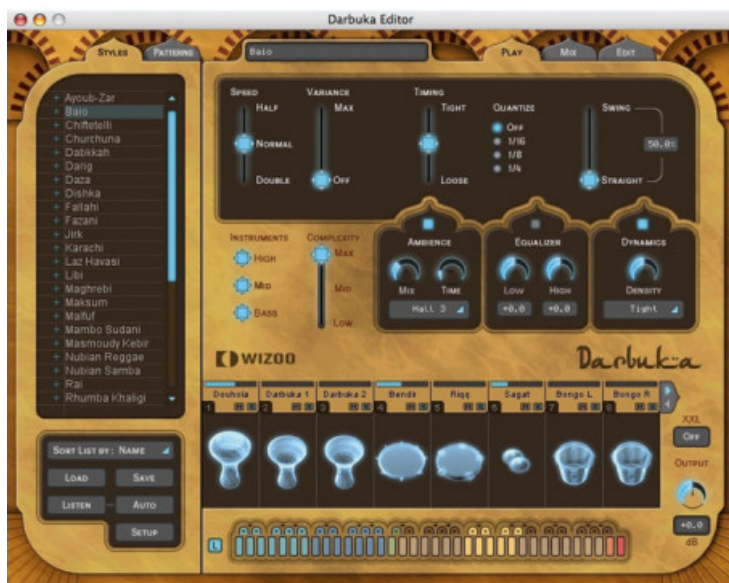 Darbuka Editor
STYLES
PATTERNS
Baio
PLAY
MIX
EDIT
+ Ayoub-Zar
+ Baio
+ Chiftetelli
+ Churchuna
+ Dabkkah
+ Darig
+ Daza
+ Dishka
+ Fallahi
+ Fazani
+ Jirk
+ Karachi
+ Laz Havasi
+ Libi
+ Maghrebi
+ Maksum
+ Malfuf
+ Mambo Sudani
+ Masmoudy Kebir
+ Nubian Reggae
+ Nubian Samba
+ Rai
+ Rhumba Khaligi
SORT LIST BY: NAME
LOAD
SAVE
LISTEN
AUTO
SETUP
SPEED
HALF
NORMAL
DOUBLE
VARIANCE
MAX
OFF
TIMING
TIGHT
LOOSE
QUANTIZE
OFF
1/16
1/8
1/4
SWING
50.0%
STRAIGHT
INSTRUMENTS
HIGH
MID
BASS
COMPLEXITY
MAX
MID
LOW
AMBIENCE
MIX
TIME
Hall 3
EQUALIZER
LOW
HIGH
+0.0
+0.0
DYNAMICS
DENSITY
Tight
WIZOO
Darbuka
Douhola
Darbuka 1
Darbuka 2
Bendir
Riqq
Sagat
Bongo L
Bongo R
1 M S
2 M S
3 M S
4 M S
5 M S
6 M S
7 M S
8 M S
XXL
OFF
OUTPUT
+0.0
dB
L